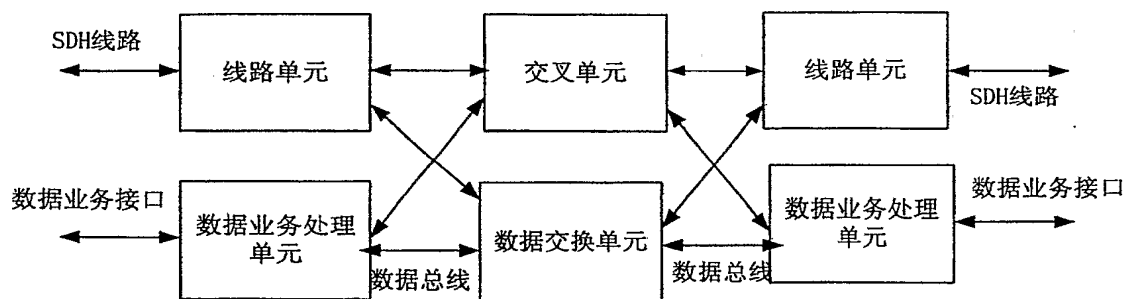 SDH线路
线路单元
交叉单元
线路单元
SDH线路
数据业务接口
数据业务处理
单元
数据总线
数据交换单元
数据总线
数据业务处理
单元
数据业务接口